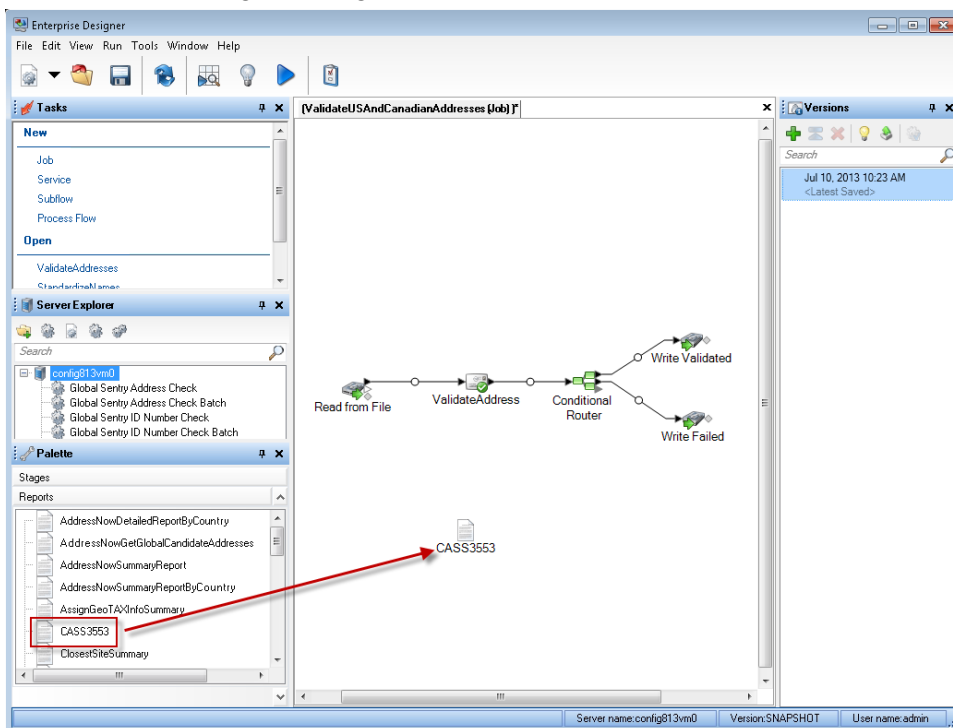 Enterprise Designer
File Edit View Run Tools Window Help
Tasks
New
Job
Service
Subflow
Process Flow
Open
ValidateAddresses
StandardizeNames
Server Explorer
Search
config813vm0
Global Sentry Address Check
Global Sentry Address Check Batch
Global Sentry ID Number Check
Global Sentry ID Number Check Batch
Palette
Stages
Reports
AddressNowDetailedReportByCountry
AddressNowGetGlobalCandidateAddresses
AddressNowSummaryReport
AddressNowSummaryReportByCountry
AssignGeoTAXInfoSummary
CASS3553
ClosestSiteSummary
(ValidateUSAndCanadianAddresses (Job) )*
Read from File
ValidateAddress
Conditional
Router
Write Validated
Write Failed
CASS3553
Versions
Search
Jul 10, 2013 10:23 AM
<Latest Saved>
Server name:config813vm0
Version:SNAPSHOT
User name:admin